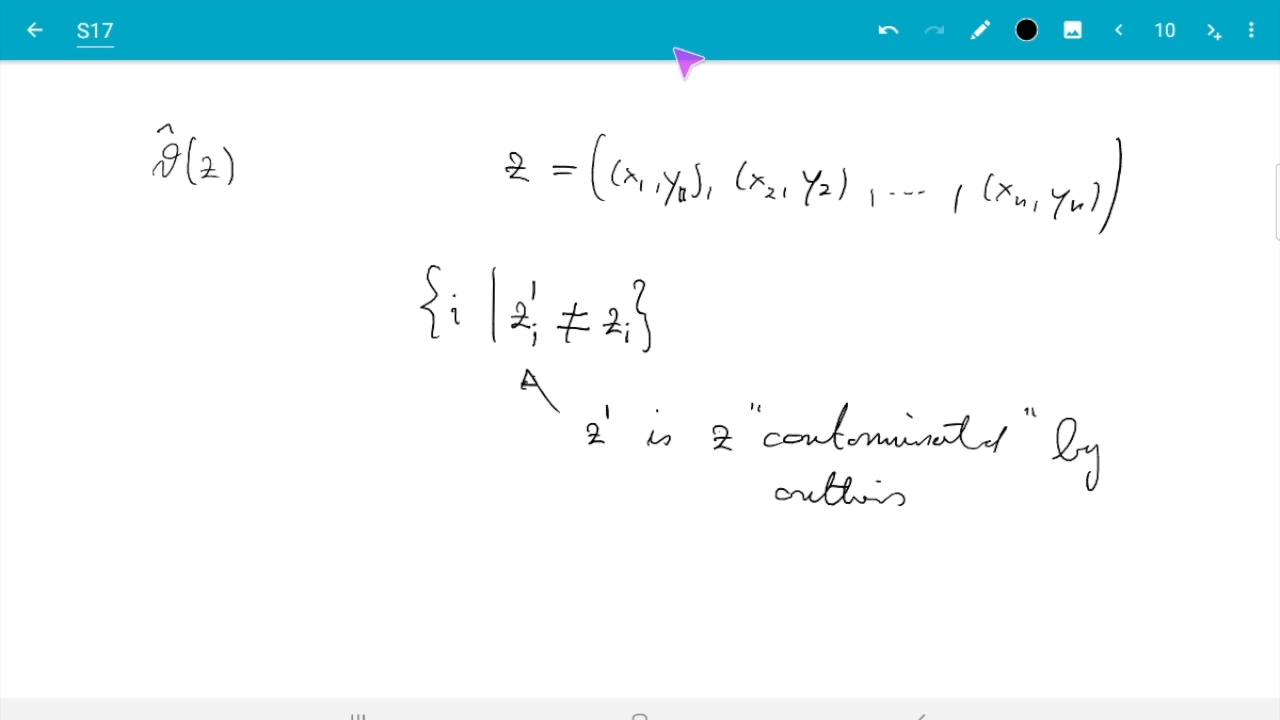 S17
10
ϑ̂(z) z = ((x₁, y₁), (x₂, y₂), ..., (xₙ, yₙ))
{i | z'ᵢ ≠ zᵢ}
z' is z "contaminated" by
outliers